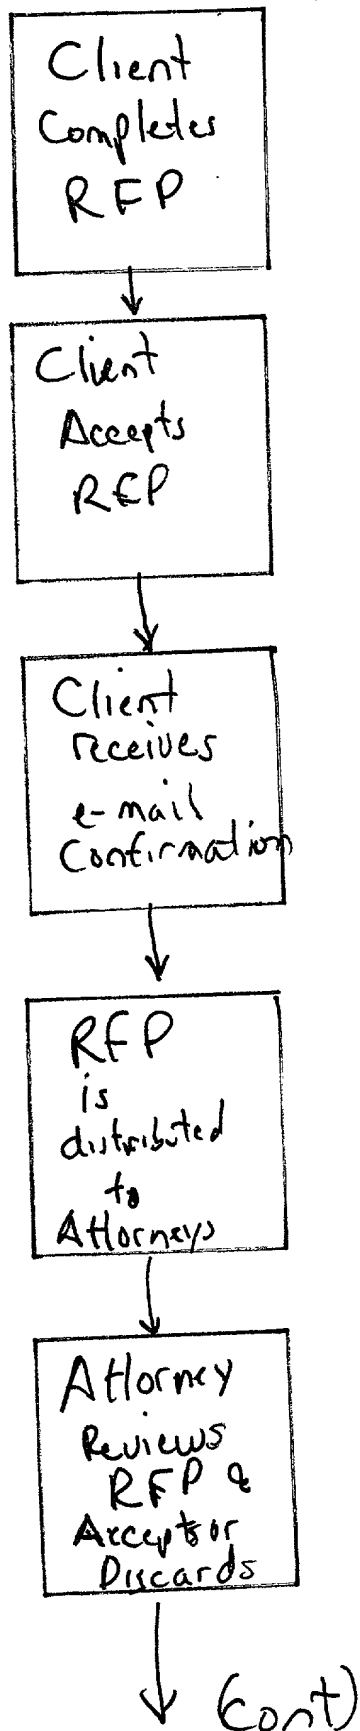 Client
Completes
RFP
Client
Accepts
RFP
Client
receives
e-mail
Confirmation
RFP
is
distributed
to
Attorneys
Attorney
Reviews
RFP &
Accepts or
Discards
(cont)